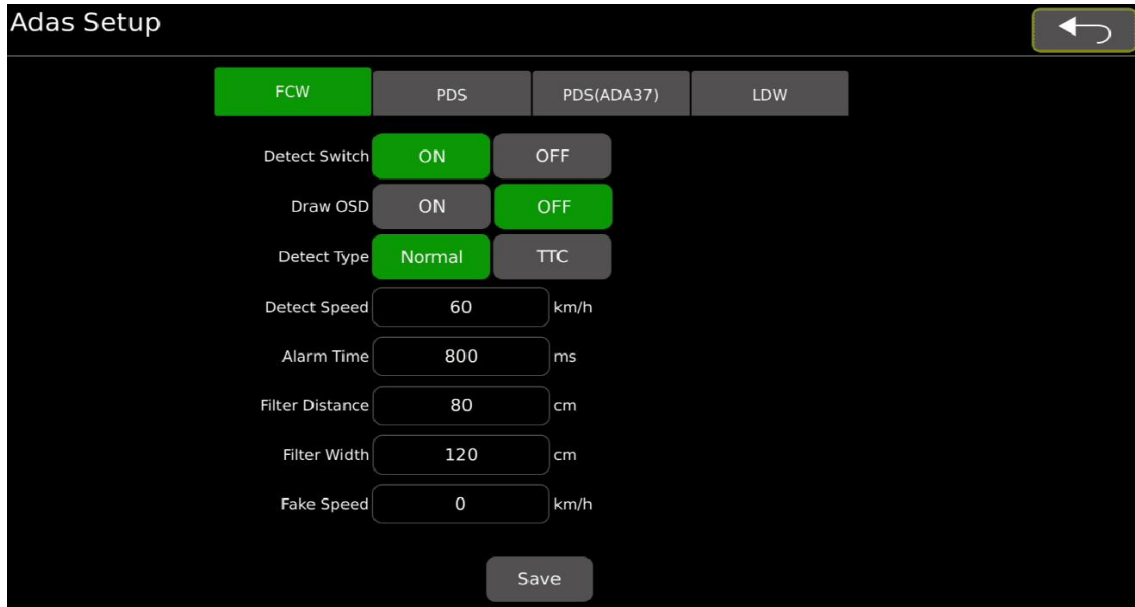 Adas Setup
FCW PDS PDS(ADA37) LDW
Detect Switch ON OFF
Draw OSD ON OFF
Detect Type Normal TTC
Detect Speed 60 km/h
Alarm Time 800 ms
Filter Distance 80 cm
Filter Width 120 cm
Fake Speed 0 km/h
Save